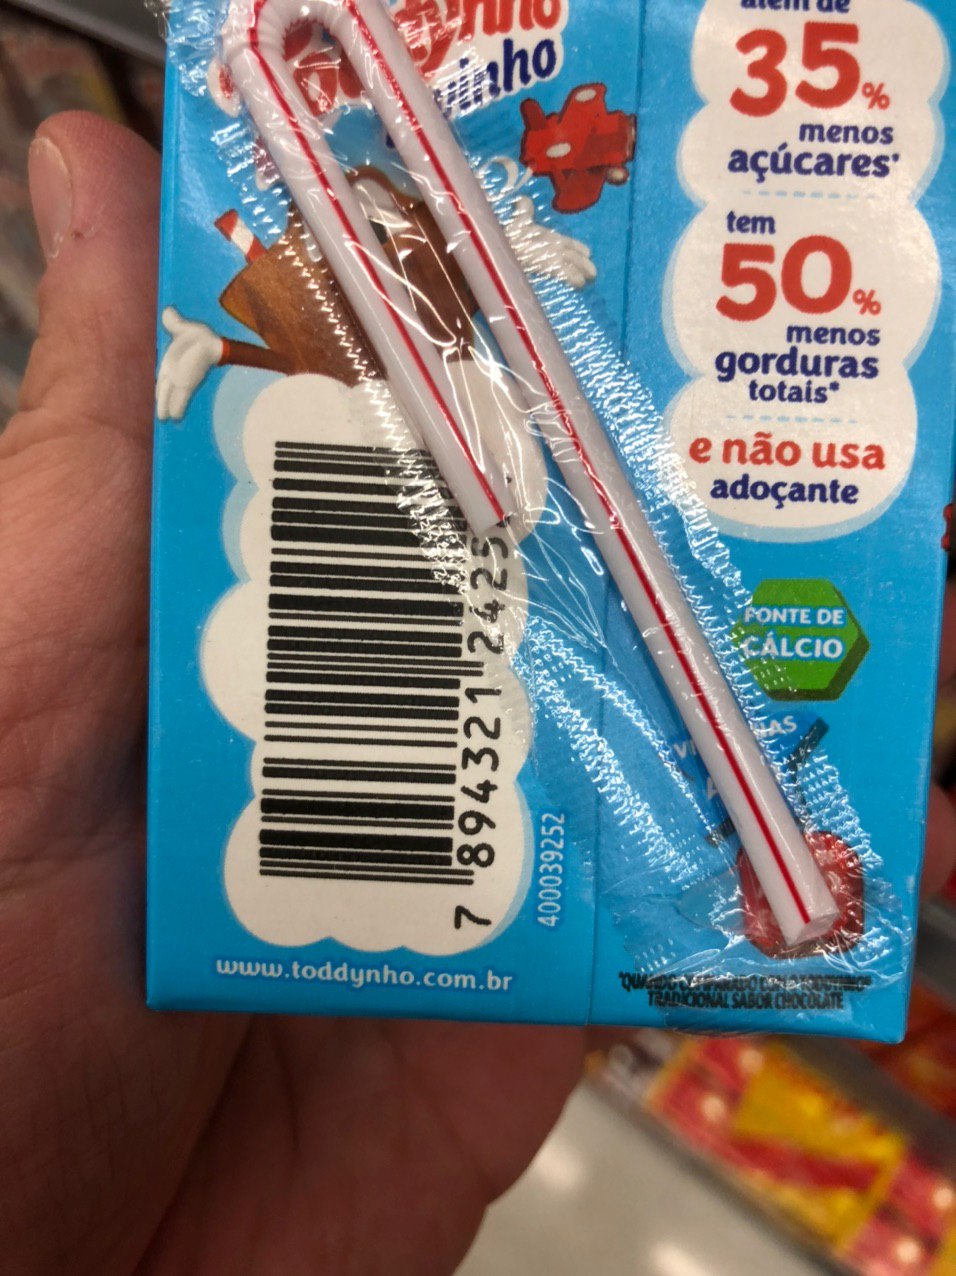 além de
35%
menos
açúcares*
tem
50%
menos
gorduras
totais*
e não usa
adoçante
FONTE DE
CÁLCIO
7 894321 2425
400039252
www.toddynho.com.br
TRADICIONAL SABOR CHOCOLATE